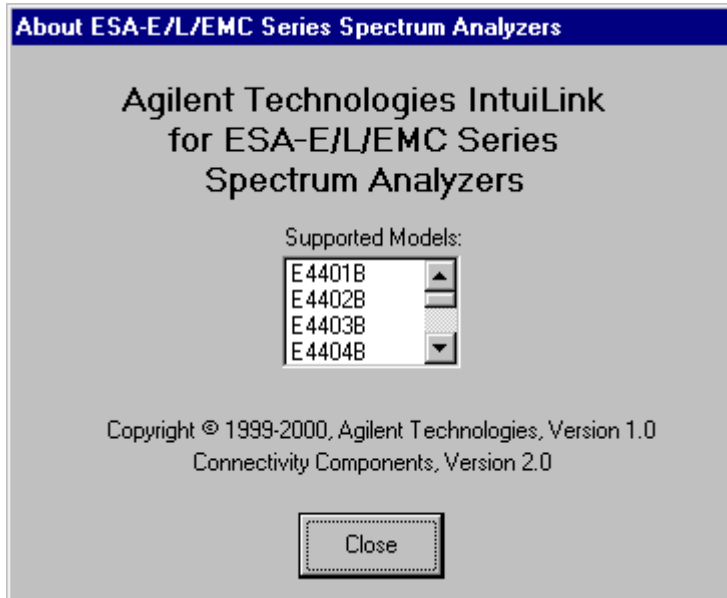 About ESA-E/L/EMC Series Spectrum Analyzers
Agilent Technologies IntuiLink
for ESA-E/L/EMC Series
Spectrum Analyzers
Supported Models:
E4401B
E4402B
E4403B
E4404B
Copyright © 1999-2000, Agilent Technologies, Version 1.0
Connectivity Components, Version 2.0
Close